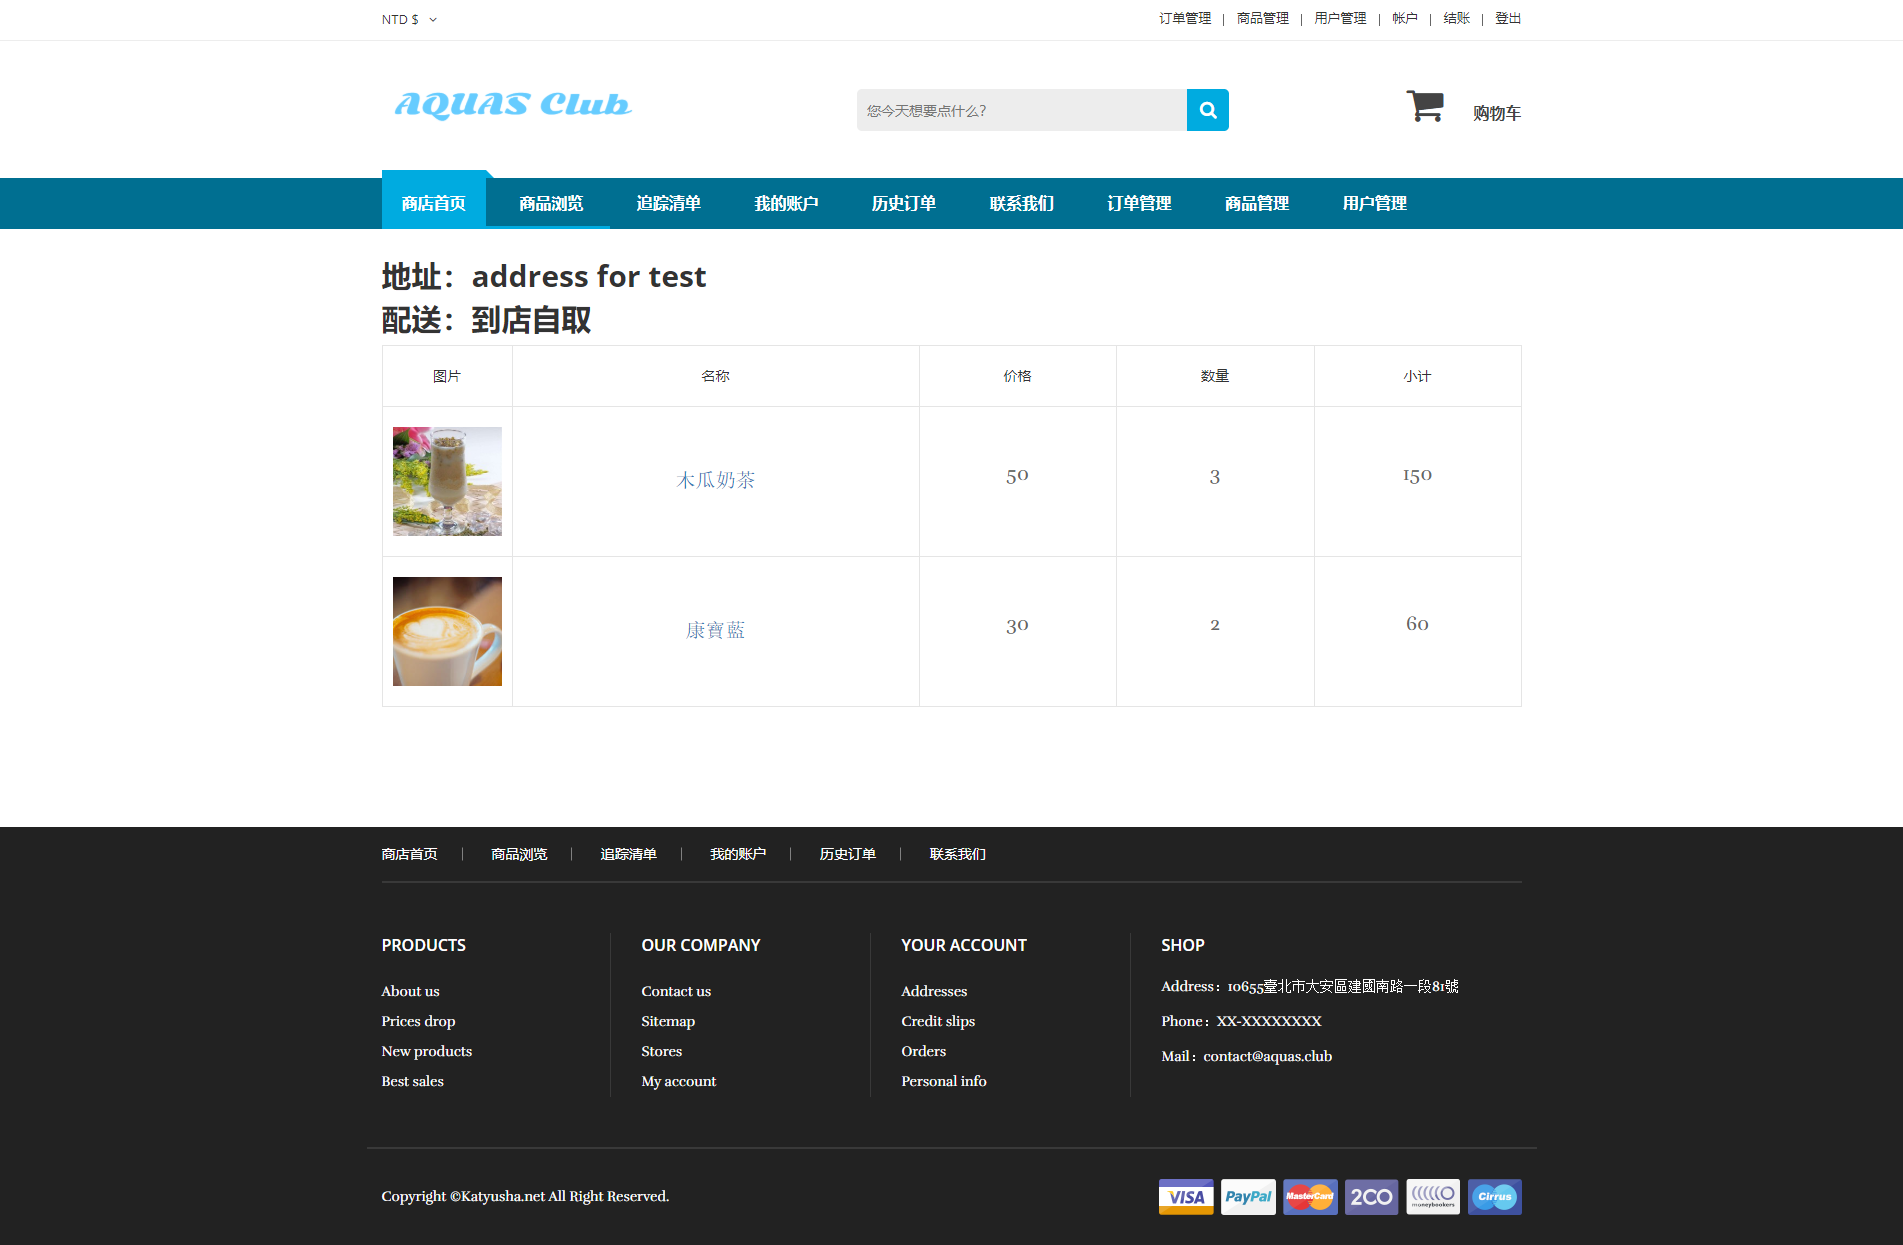 NTD $
订单管理 | 商品管理 | 用户管理 | 帐户 | 结账 | 登出
AQUAS Club
您今天想要点什么?
购物车
商店首页 商品浏览 追踪清单 我的账户 历史订单 联系我们 订单管理 商品管理 用户管理
地址：address for test
配送：到店自取
图片 名称 价格 数量 小计
木瓜奶茶 50 3 150
康寶藍 30 2 60
商店首页 | 商品浏览 | 追踪清单 | 我的账户 | 历史订单 | 联系我们
PRODUCTS
About us
Prices drop
New products
Best sales
OUR COMPANY
Contact us
Sitemap
Stores
My account
YOUR ACCOUNT
Addresses
Credit slips
Orders
Personal info
SHOP
Address：10655臺北市大安區建國南路一段81號
Phone：XX-XXXXXXXX
Mail：contact@aquas.club
Copyright ©Katyusha.net All Right Reserved.
VISA PayPal MasterCard 2CO moneybookers Cirrus